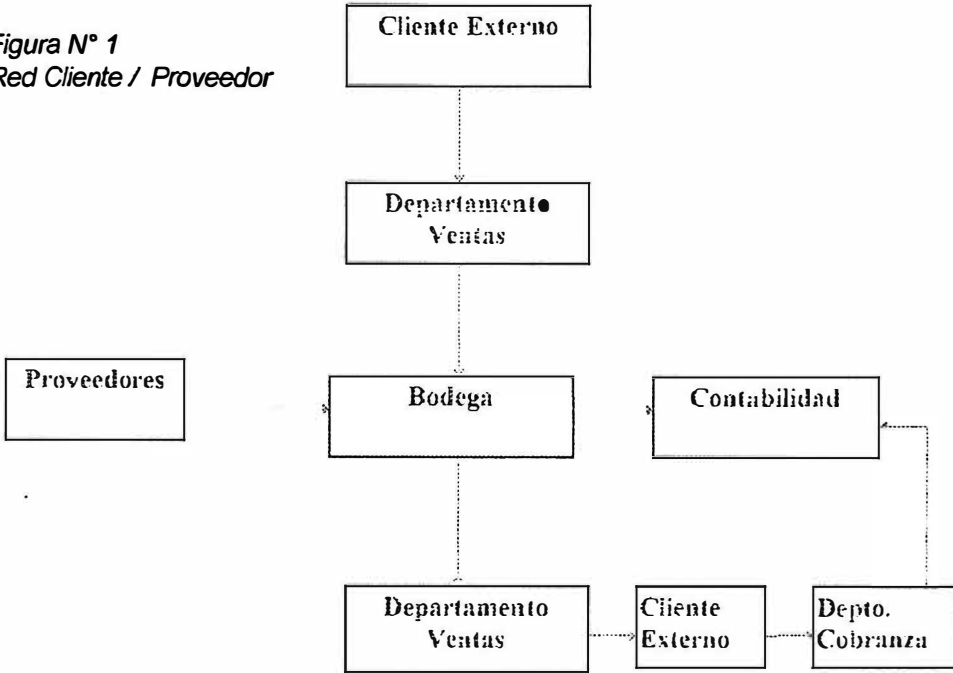 Figura N° 1
Red Cliente / Proveedor
Cliente Externo
Departamento
Ventas
Proveedores
Bodega
Contabilidad
Departamento
Ventas
Cliente
Externo
Depto.
Cobranza